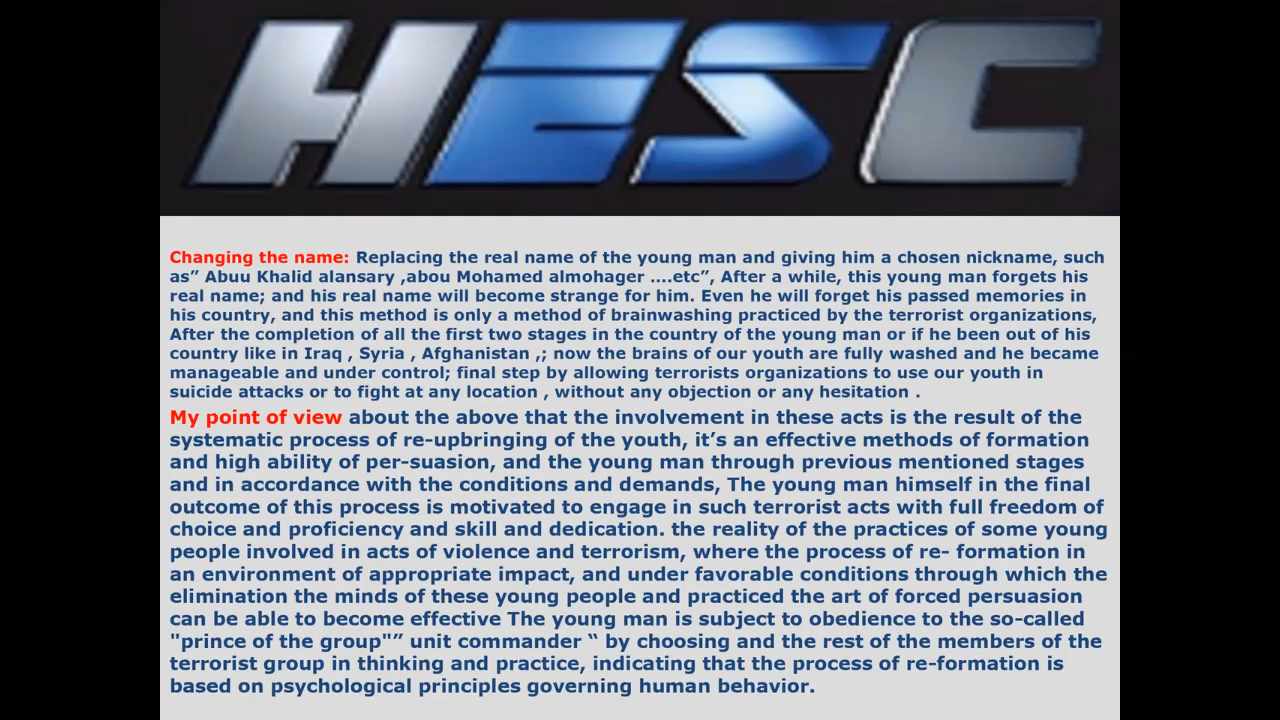 HESC
Changing the name: Replacing the real name of the young man and giving him a chosen nickname, such
as” Abuu Khalid alansary ,abou Mohamed almohager ....etc”, After a while, this young man forgets his
real name; and his real name will become strange for him. Even he will forget his passed memories in
his country, and this method is only a method of brainwashing practiced by the terrorist organizations,
After the completion of all the first two stages in the country of the young man or if he been out of his
country like in Iraq , Syria , Afghanistan ,; now the brains of our youth are fully washed and he became
manageable and under control; final step by allowing terrorists organizations to use our youth in
suicide attacks or to fight at any location , without any objection or any hesitation .
My point of view about the above that the involvement in these acts is the result of the
systematic process of re-upbringing of the youth, it’s an effective methods of formation
and high ability of per-suasion, and the young man through previous mentioned stages
and in accordance with the conditions and demands, The young man himself in the final
outcome of this process is motivated to engage in such terrorist acts with full freedom of
choice and proficiency and skill and dedication. the reality of the practices of some young
people involved in acts of violence and terrorism, where the process of re- formation in
an environment of appropriate impact, and under favorable conditions through which the
elimination the minds of these young people and practiced the art of forced persuasion
can be able to become effective The young man is subject to obedience to the so-called
"prince of the group"” unit commander “ by choosing and the rest of the members of the
terrorist group in thinking and practice, indicating that the process of re-formation is
based on psychological principles governing human behavior.